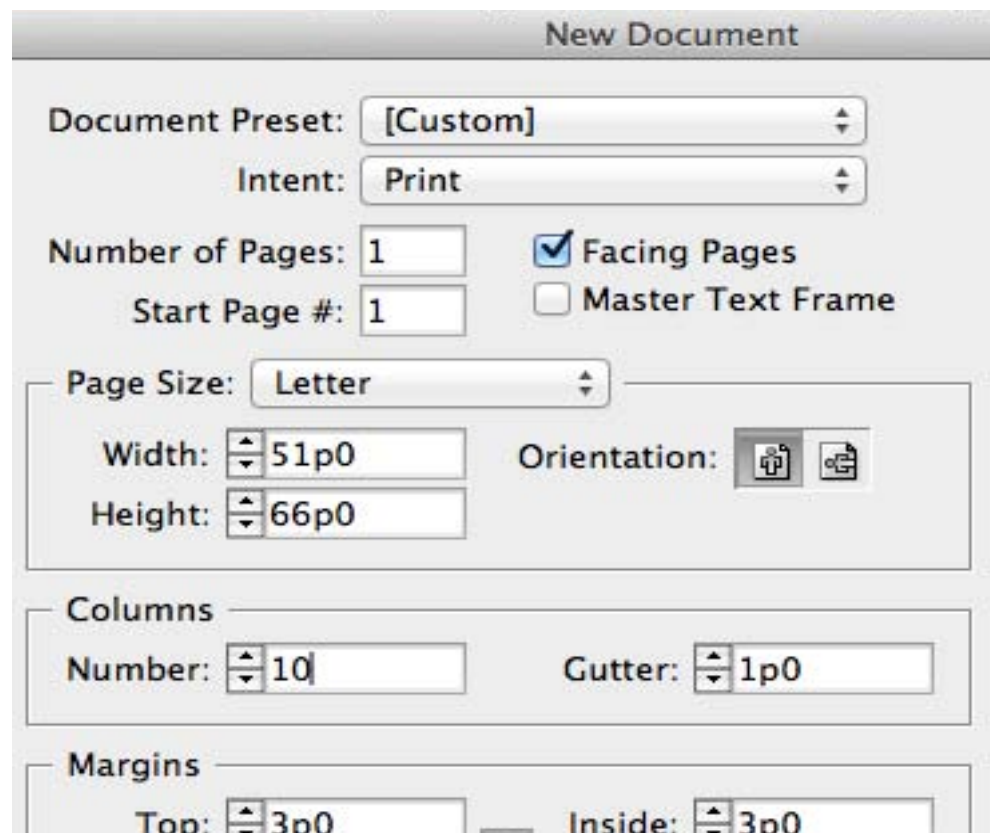 New Document
Document Preset: [Custom]
Intent: Print
Number of Pages: 1
Facing Pages
Start Page #: 1
Master Text Frame
Page Size: Letter
Width: 51p0
Orientation:
Height: 66p0
Columns
Number: 10
Gutter: 1p0
Margins
Top: 3p0
Inside: 3p0